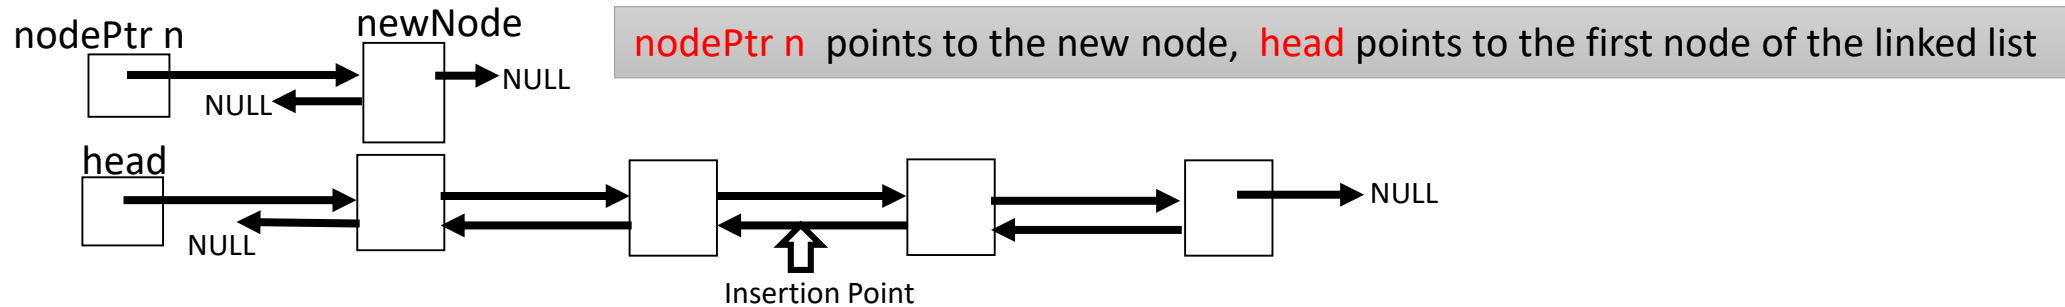 nodePtr n
newNode
nodePtr n points to the new node, head points to the first node of the linked list
NULL
NULL
head
NULL
NULL
Insertion Point